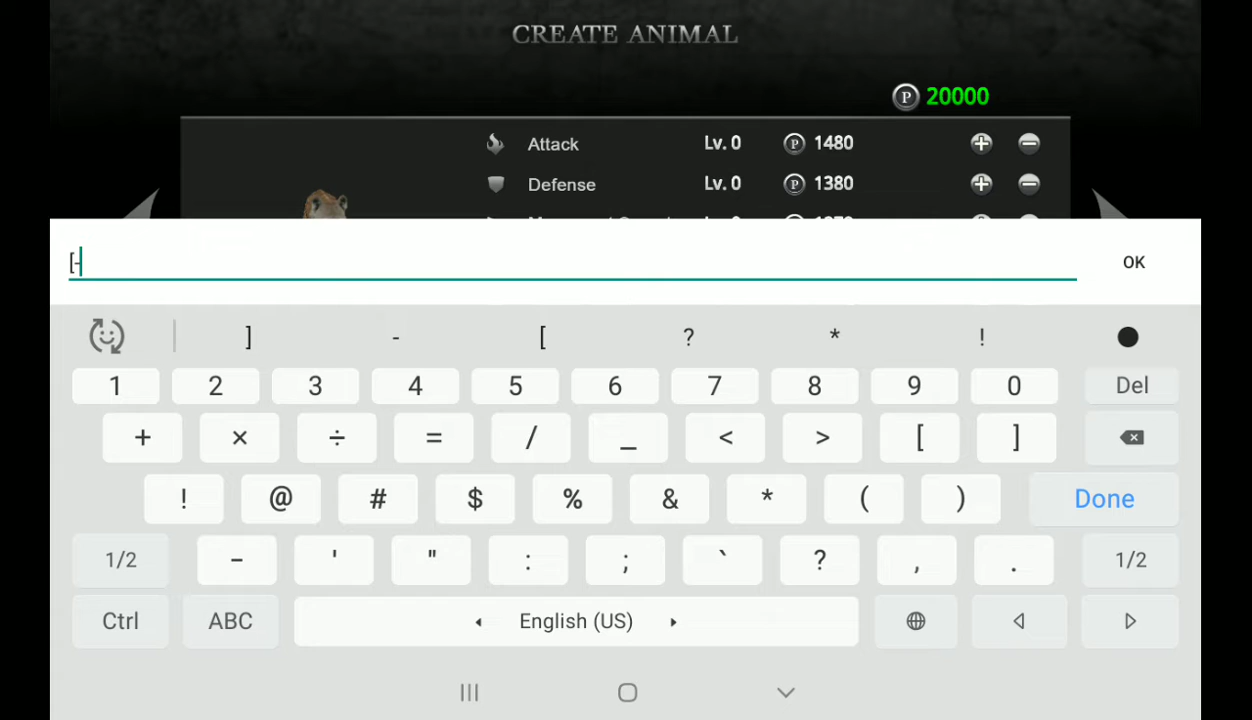 CREATE ANIMAL
P 20000
Attack Lv. 0 P 1480
Defense Lv. 0 P 1380
[-
OK
] - [ ? * !
1 2 3 4 5 6 7 8 9 0 Del
+ × ÷ = / _ < > [ ]
! @ # $ % & * ( ) Done
1/2 - ' " : ; ` ? , . 1/2
Ctrl ABC English (US)